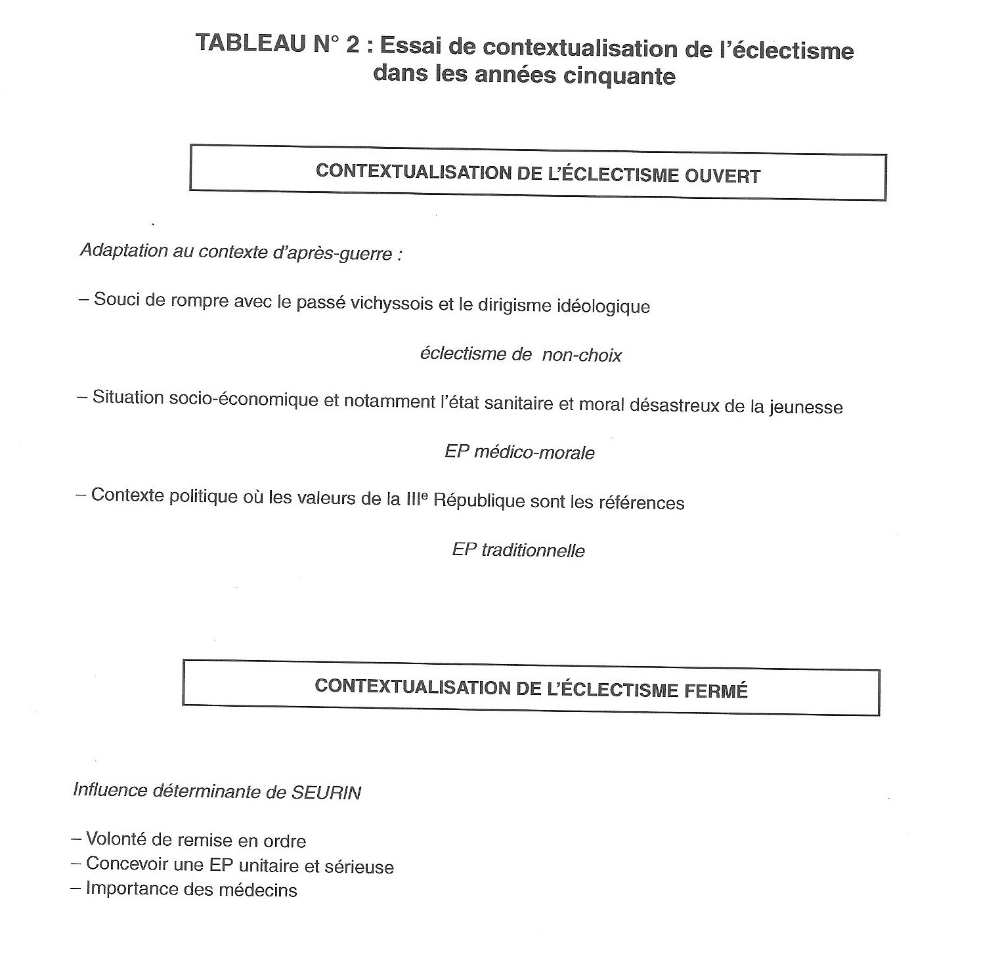 TABLEAU N° 2 : Essai de contextualisation de l'éclectisme
dans les années cinquante
CONTEXTUALISATION DE L'ÉCLECTISME OUVERT
Adaptation au contexte d'après-guerre :
– Souci de rompre avec le passé vichyssois et le dirigisme idéologique
éclectisme de non-choix
– Situation socio-économique et notamment l'état sanitaire et moral désastreux de la jeunesse
EP médico-morale
– Contexte politique où les valeurs de la IIIe République sont les références
EP traditionnelle
CONTEXTUALISATION DE L'ÉCLECTISME FERMÉ
Influence déterminante de SEURIN
– Volonté de remise en ordre
– Concevoir une EP unitaire et sérieuse
– Importance des médecins